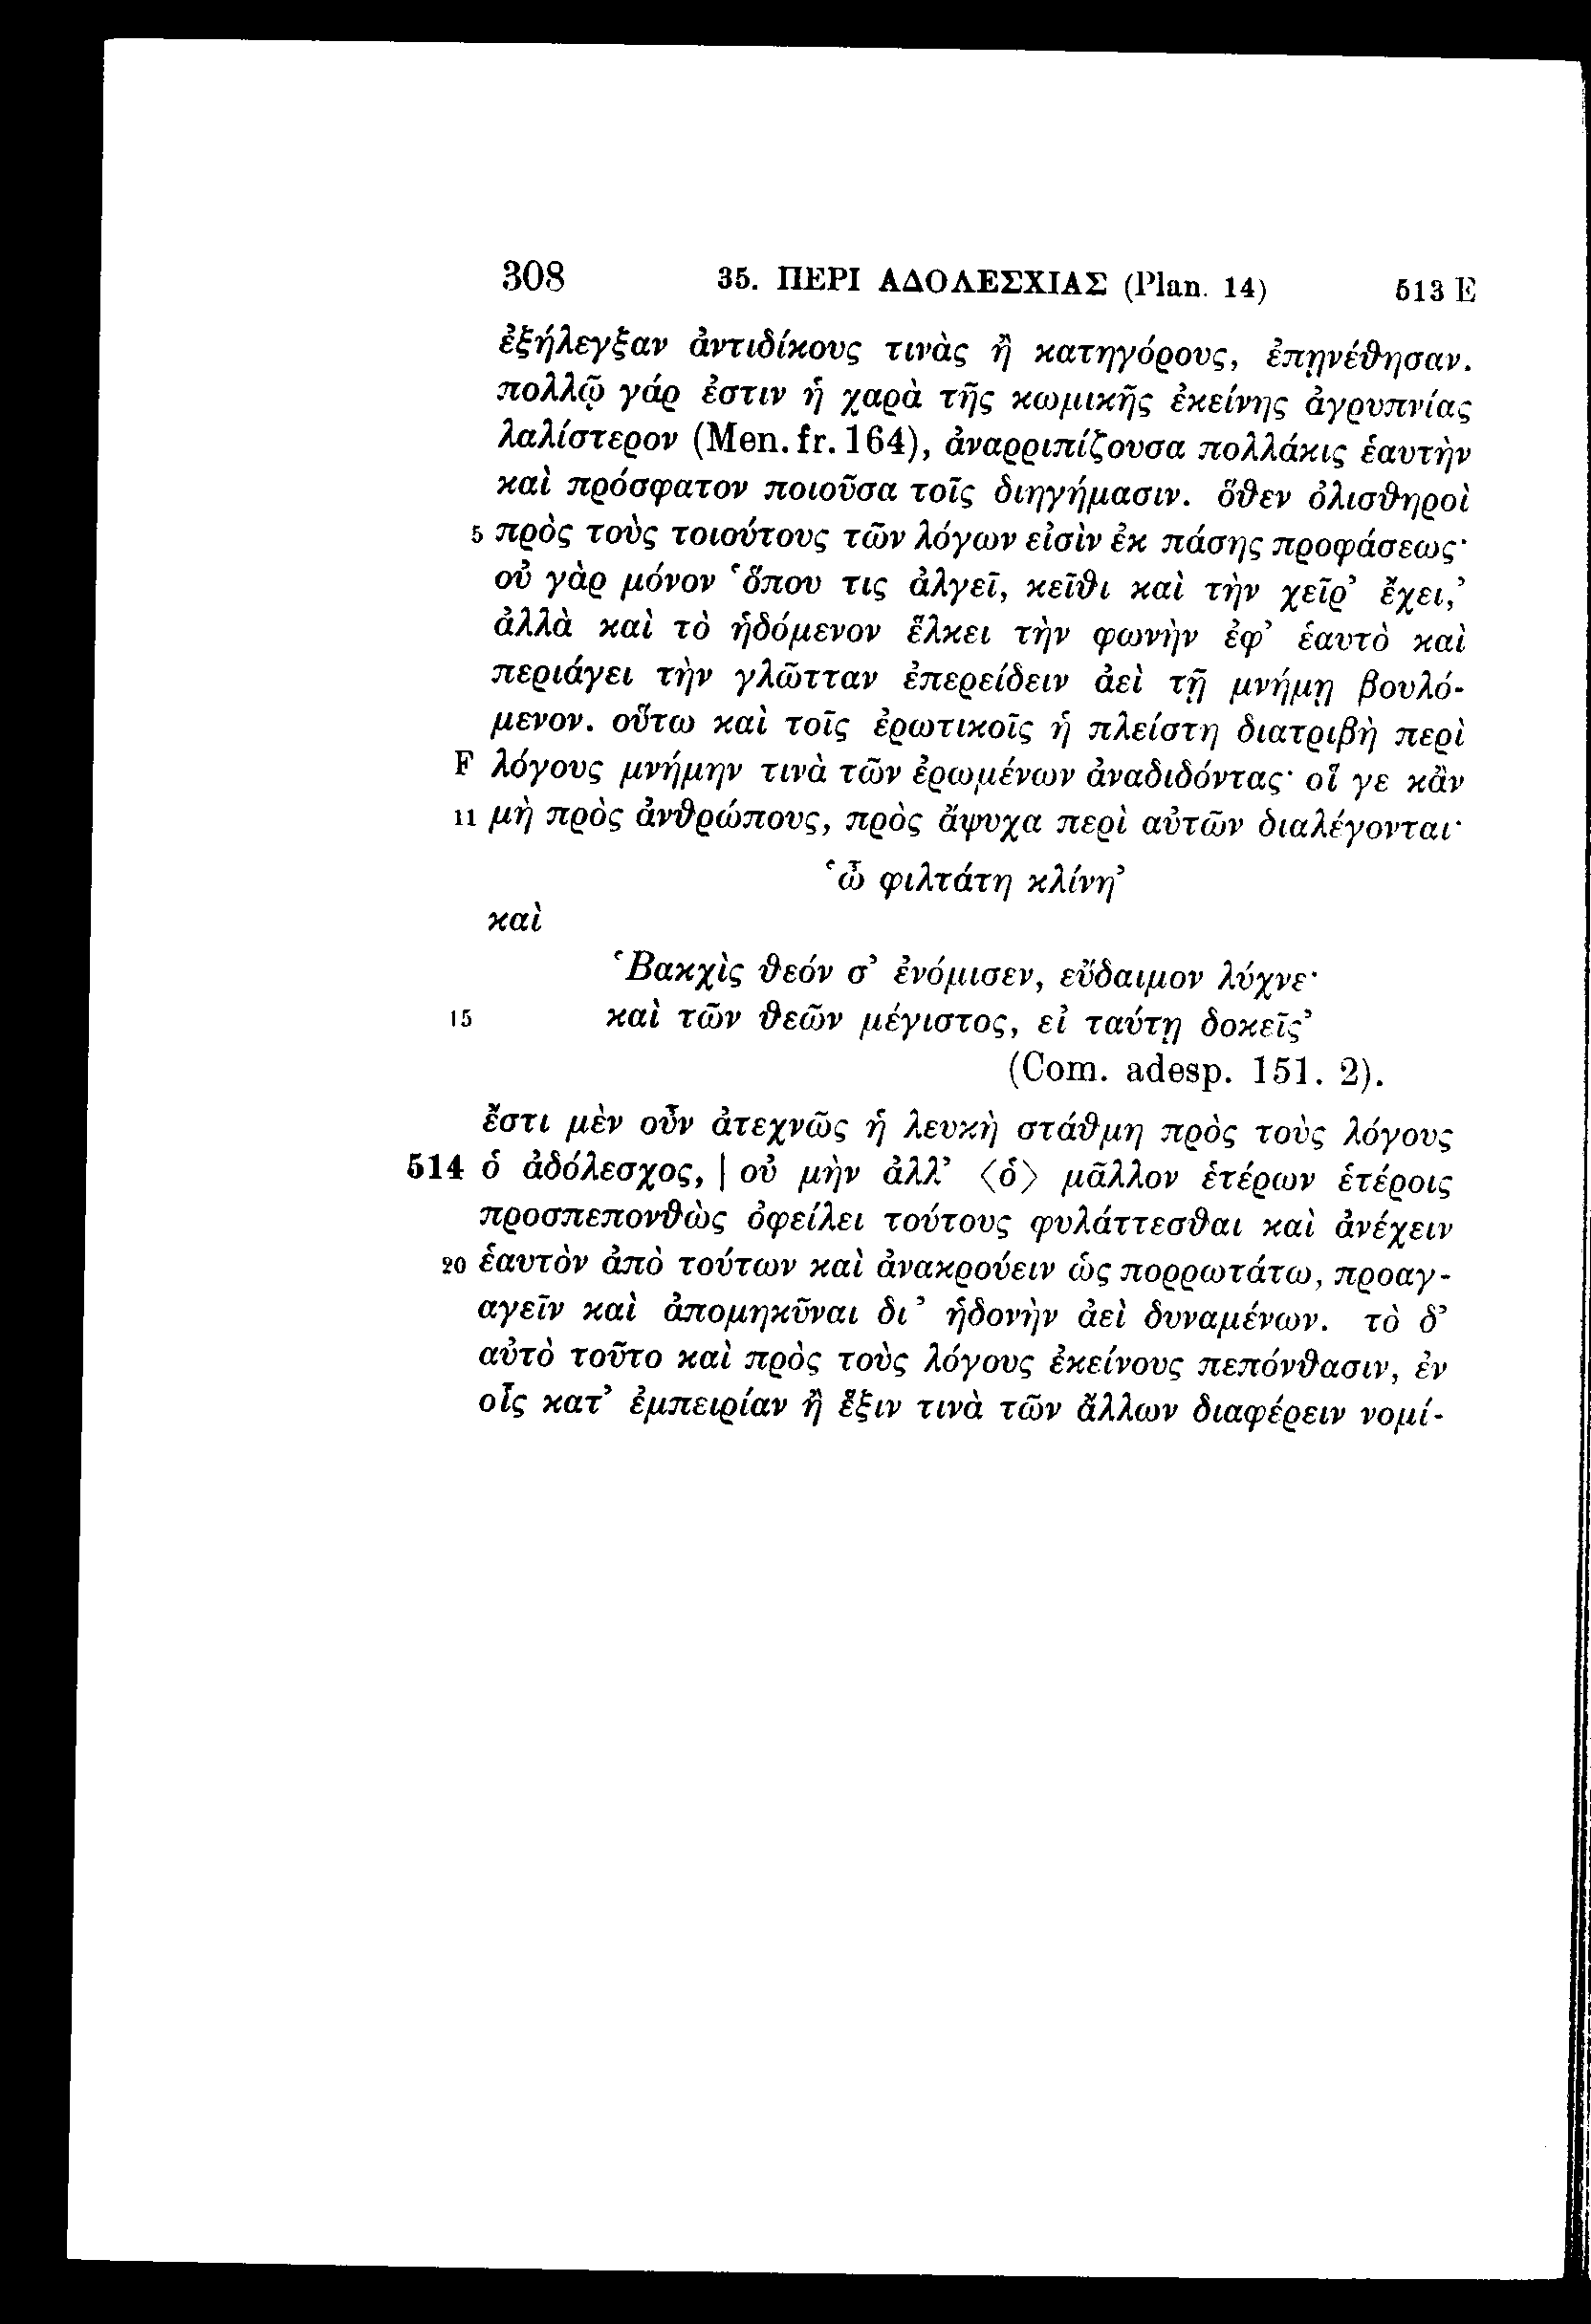 308 35. ΠΕΡΙ ΑΔΟΛΕΣΧΙΑΣ (Plan. 14) 513 E
ἐξήλεγξαν ἀντιδίκους τινὰς ἢ κατηγόρους, ἐπῃνέθησαν.
πολλῷ γάρ ἐστιν ἡ χαρὰ τῆς κωμικῆς ἐκείνης ἀγρυπνίας
λαλίστερον (Men. fr. 164), ἀναρριπίζουσα πολλάκις ἑαυτὴν
καὶ πρόσφατον ποιοῦσα τοῖς διηγήμασιν. ὅθεν ὀλισθηροὶ
5 πρὸς τοὺς τοιούτους τῶν λόγων εἰσὶν ἐκ πάσης προφάσεως·
οὐ γὰρ μόνον ‛ὅπου τις ἀλγεῖ, κεῖθι καὶ τὴν χεῖρ’ ἔχει,’
ἀλλὰ καὶ τὸ ἡδόμενον ἕλκει τὴν φωνὴν ἐφ’ ἑαυτὸ καὶ
περιάγει τὴν γλῶτταν ἐπερείδειν ἀεὶ τῇ μνήμῃ βουλό-
μενον. οὕτω καὶ τοῖς ἐρωτικοῖς ἡ πλείστη διατριβὴ περὶ
F λόγους μνήμην τινὰ τῶν ἐρωμένων ἀναδιδόντας· οἵ γε κἂν
11 μὴ πρὸς ἀνθρώπους, πρὸς ἄψυχα περὶ αὐτῶν διαλέγονται·
‛ὦ φιλτάτη κλίνη’
καὶ
‛Βακχὶς θεόν σ’ ἐνόμισεν, εὔδαιμον λύχνε·
15 καὶ τῶν θεῶν μέγιστος, εἰ ταύτῃ δοκεῖς’
(Com. adesp. 151. 2).
ἔστι μὲν οὖν ἀτεχνῶς ἡ λευκὴ στάθμη πρὸς τοὺς λόγους
514 ὁ ἀδόλεσχος, | οὐ μὴν ἀλλ’ 〈ὁ〉 μᾶλλον ἑτέρων ἑτέροις
προσπεπονθὼς ὀφείλει τούτους φυλάττεσθαι καὶ ἀνέχειν
20 ἑαυτὸν ἀπὸ τούτων καὶ ἀνακρούειν ὡς πορρωτάτω, προαγ-
αγεῖν καὶ ἀπομηκῦναι δι’ ἡδονὴν ἀεὶ δυναμένων. τὸ δ’
αὐτὸ τοῦτο καὶ πρὸς τοὺς λόγους ἐκείνους πεπόνθασιν, ἐν
οἷς κατ’ ἐμπειρίαν ἢ ἕξιν τινὰ τῶν ἄλλων διαφέρειν νομί-